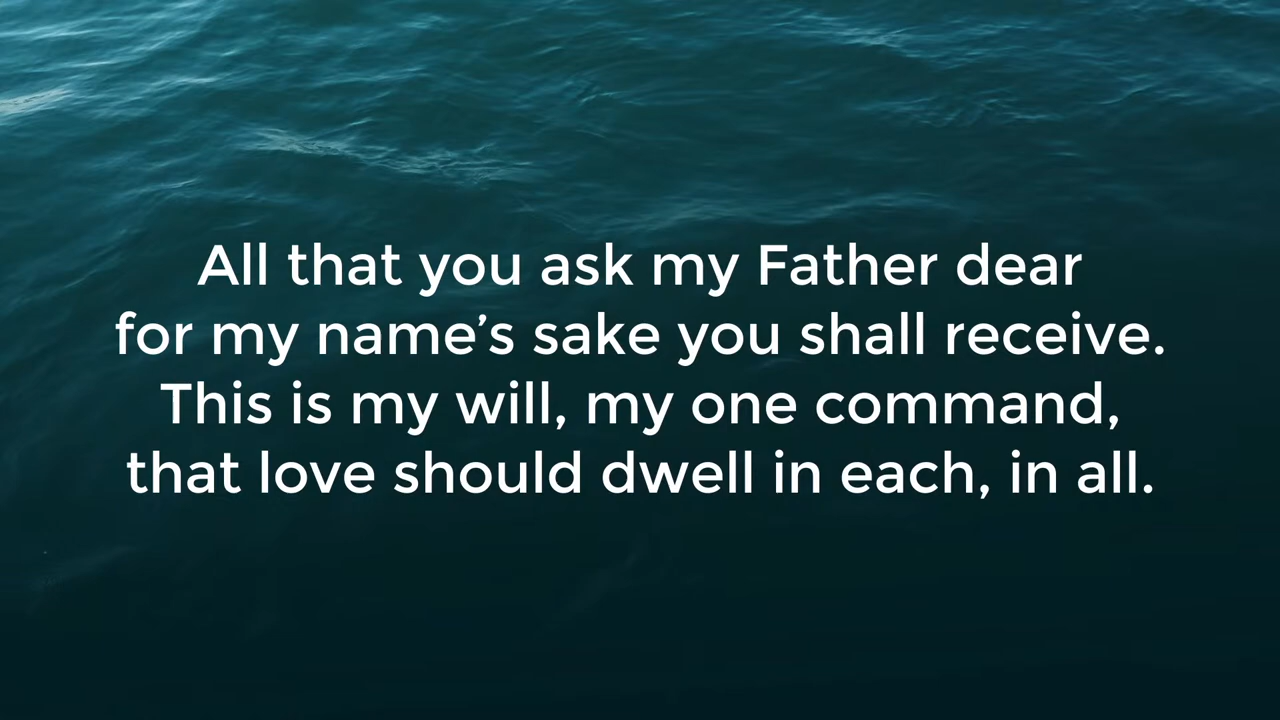 All that you ask my Father dear
for my name’s sake you shall receive.
This is my will, my one command,
that love should dwell in each, in all.